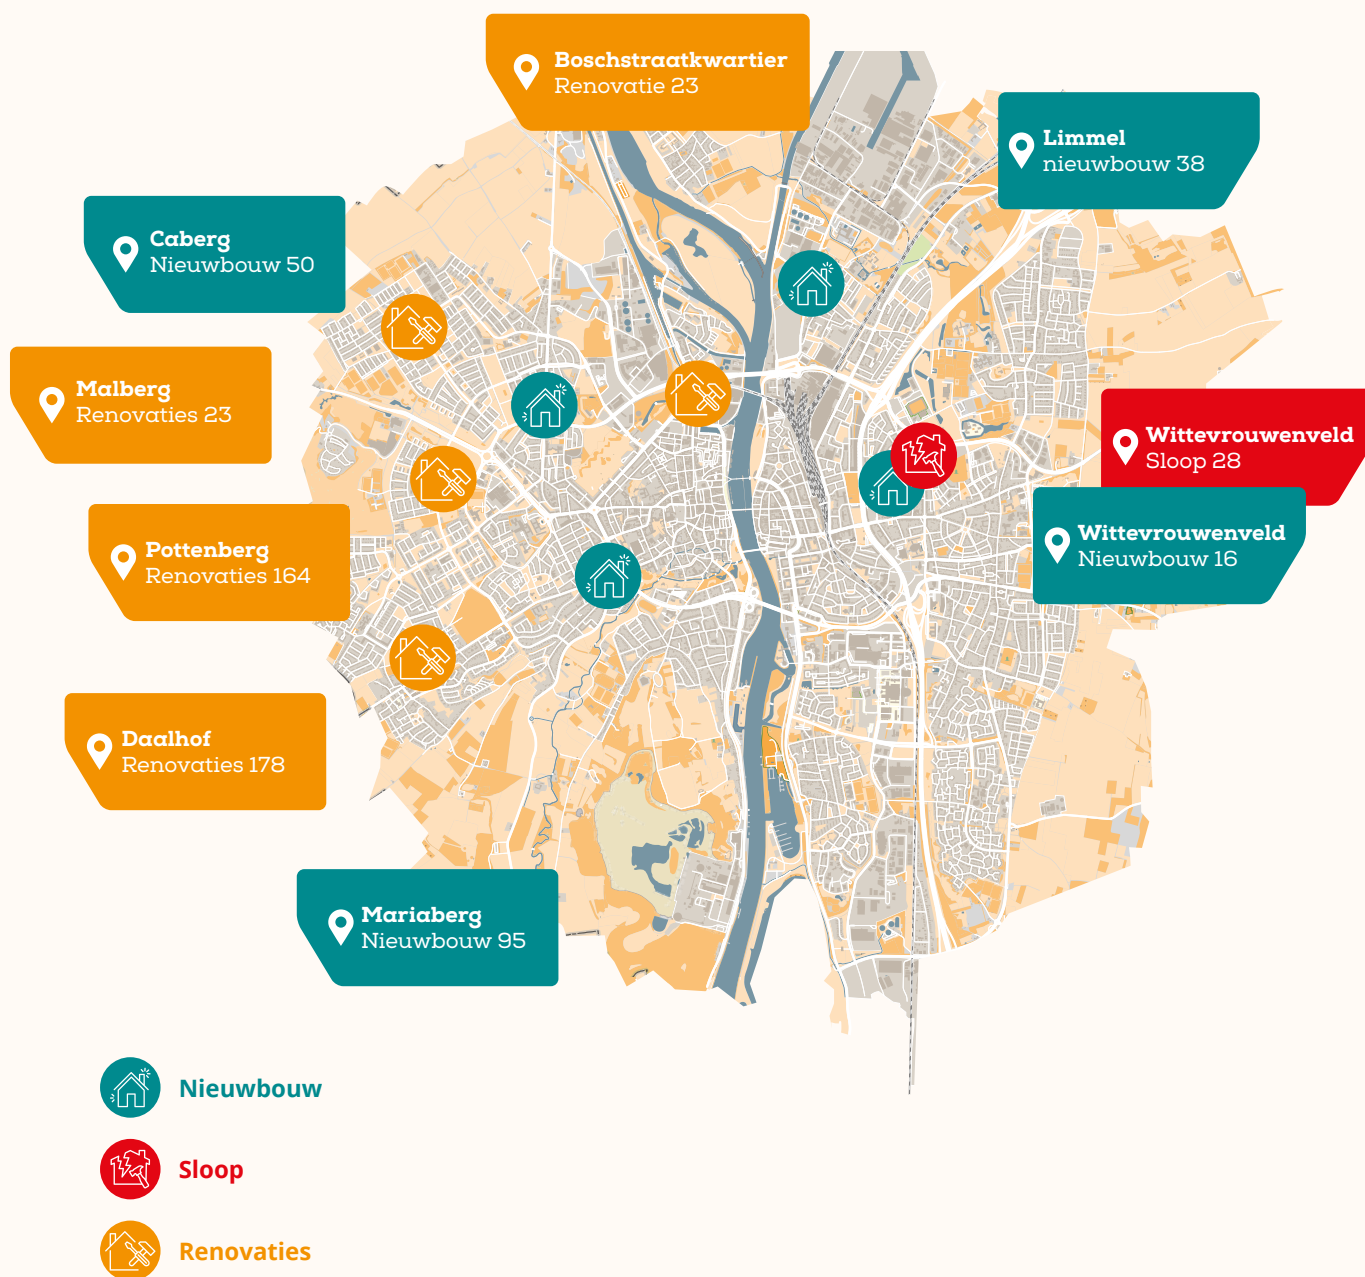 Boschstraatkwartier
Renovatie 23
Limmel
nieuwbouw 38
Caberg
Nieuwbouw 50
Malberg
Renovaties 23
Wittevrouwenveld
Sloop 28
Wittevrouwenveld
Nieuwbouw 16
Pottenberg
Renovaties 164
Daalhof
Renovaties 178
Mariaberg
Nieuwbouw 95
Nieuwbouw
Sloop
Renovaties